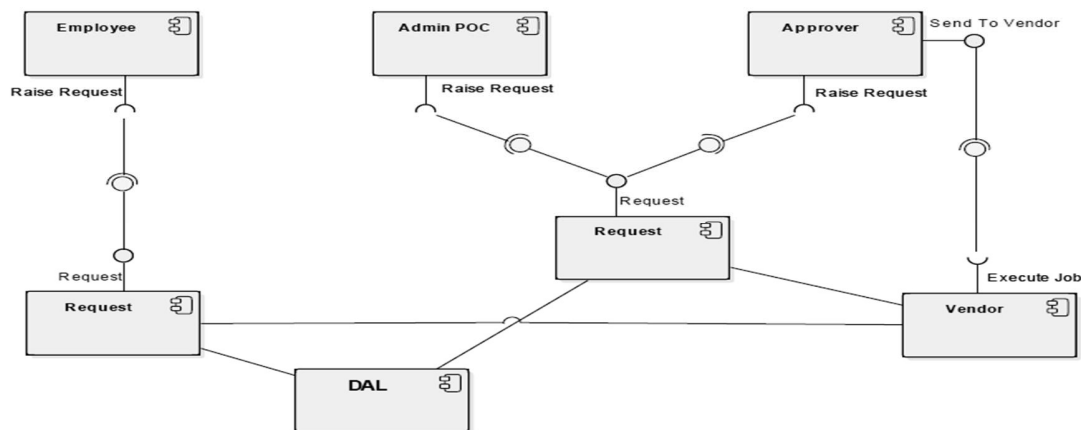 Employee
Admin POC
Approver
Send To Vendor
Raise Request
Raise Request
Raise Request
Request
Request
Request
Execute Job
Request
Vendor
DAL